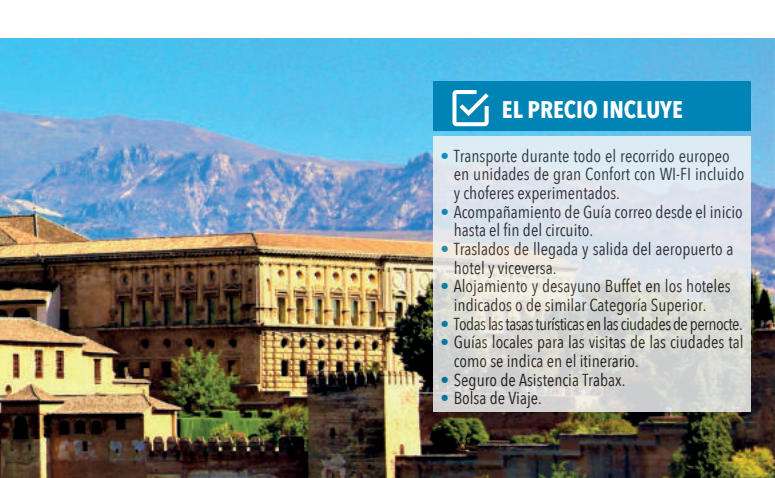 EL PRECIO INCLUYE
• Transporte durante todo el recorrido europeo
en unidades de gran Confort con WI-FI incluido
y choferes experimentados.
• Acompañamiento de Guía correo desde el inicio
hasta el fin del circuito.
• Traslados de llegada y salida del aeropuerto a
hotel y viceversa.
• Alojamiento y desayuno Buffet en los hoteles
indicados o de similar Categoría Superior.
• Todas las tasas turísticas en las ciudades de pernocte.
• Guías locales para las visitas de las ciudades tal
como se indica en el itinerario.
• Seguro de Asistencia Trabax.
• Bolsa de Viaje.